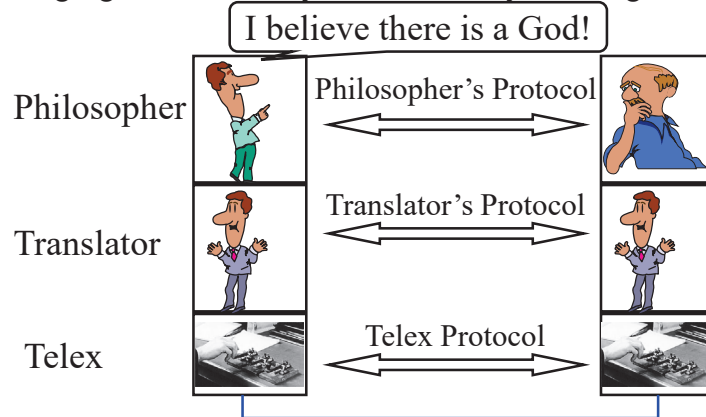 I believe there is a God!
Philosopher
Philosopher's Protocol
Translator's Protocol
Translator
Telex Protocol
Telex